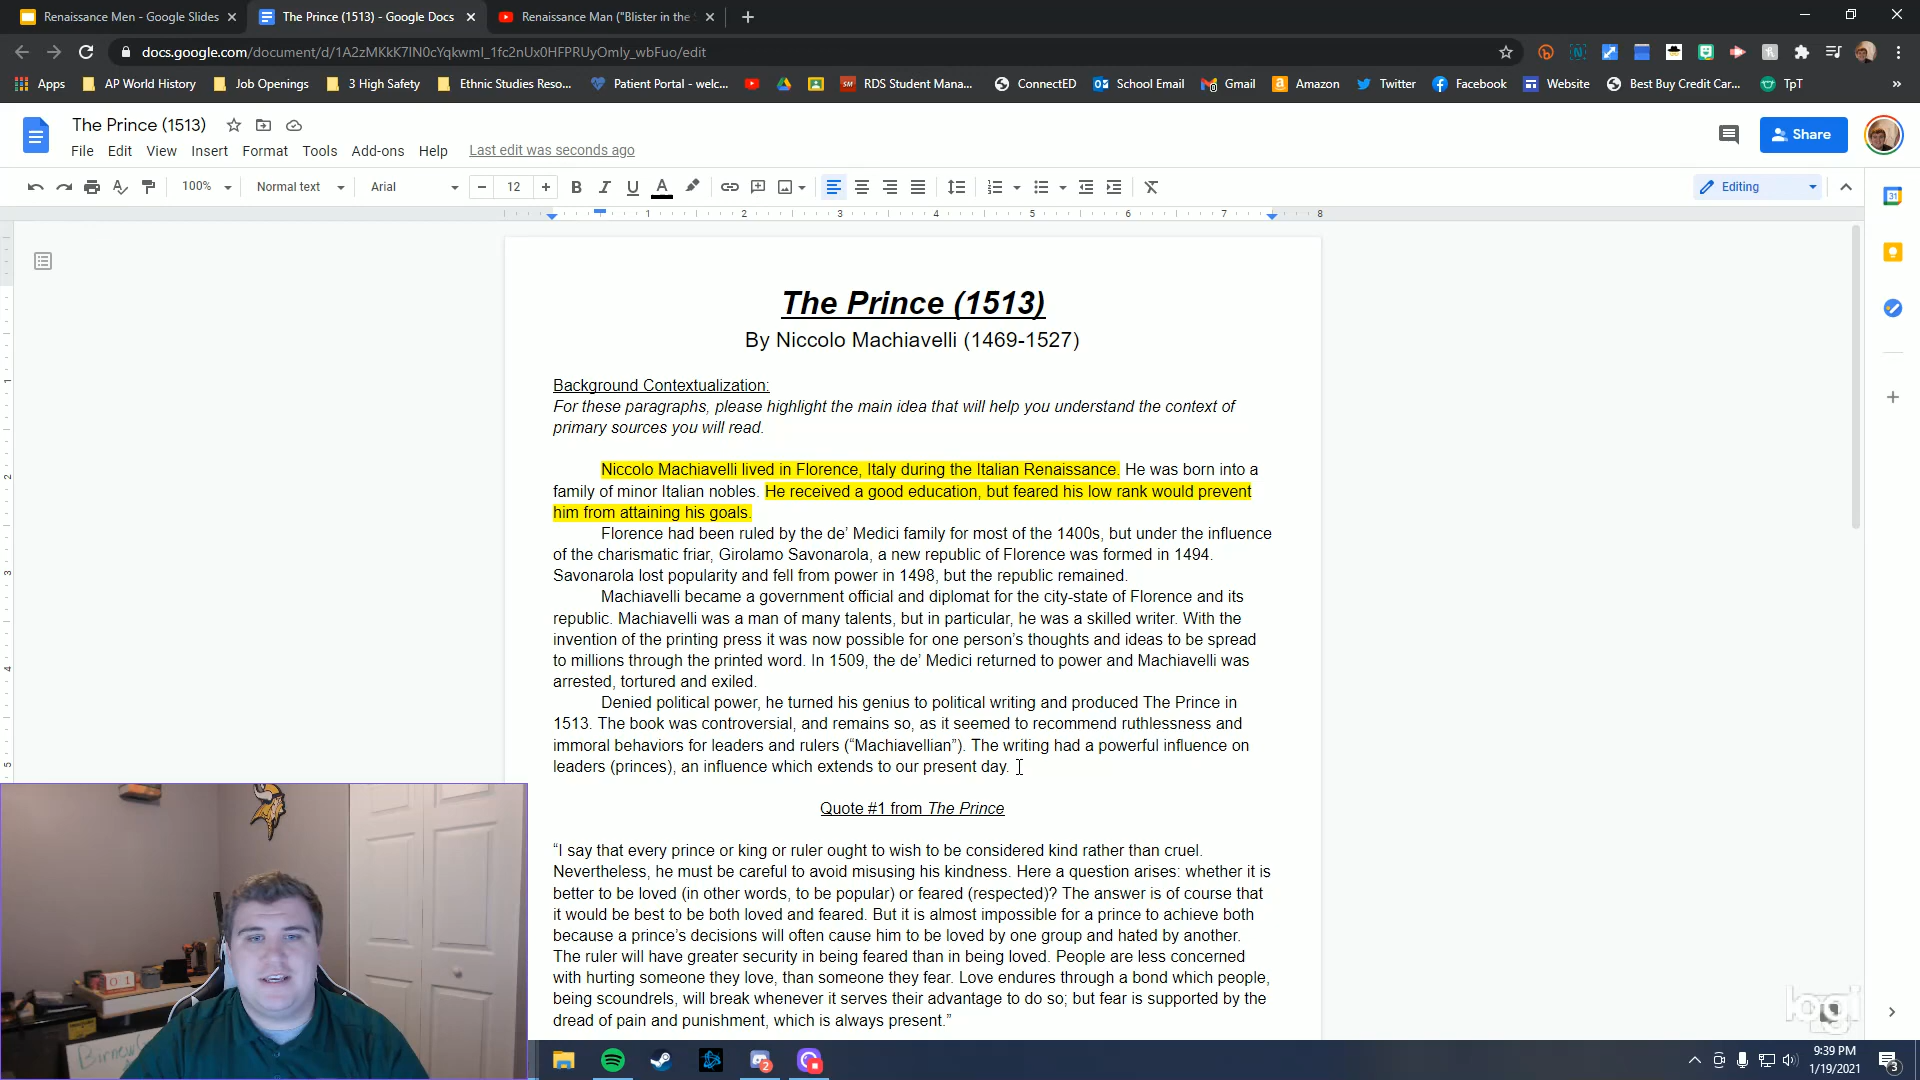 Renaissance Men - Google Slides
The Prince (1513) - Google Docs
Renaissance Man ("Blister in the
docs.google.com/document/d/1A2zMKkK7IN0cYqkwmI_1fc2nUx0HFPRUyOmIy_wbFuo/edit
Apps AP World History Job Openings 3 High Safety Ethnic Studies Reso... Patient Portal - welc... RDS Student Mana... ConnectED School Email Gmail Amazon Twitter Facebook Website Best Buy Credit Car... TpT
The Prince (1513)
Share
File Edit View Insert Format Tools Add-ons Help Last edit was seconds ago
100% Normal text Arial 12 B I U A Editing
1 2 3 4 5 6 7 8
The Prince (1513)
By Niccolo Machiavelli (1469-1527)
Background Contextualization:
For these paragraphs, please highlight the main idea that will help you understand the context of
primary sources you will read.
Niccolo Machiavelli lived in Florence, Italy during the Italian Renaissance. He was born into a
family of minor Italian nobles. He received a good education, but feared his low rank would prevent
him from attaining his goals.
Florence had been ruled by the de’ Medici family for most of the 1400s, but under the influence
of the charismatic friar, Girolamo Savonarola, a new republic of Florence was formed in 1494.
Savonarola lost popularity and fell from power in 1498, but the republic remained.
Machiavelli became a government official and diplomat for the city-state of Florence and its
republic. Machiavelli was a man of many talents, but in particular, he was a skilled writer. With the
invention of the printing press it was now possible for one person’s thoughts and ideas to be spread
to millions through the printed word. In 1509, the de’ Medici returned to power and Machiavelli was
arrested, tortured and exiled.
Denied political power, he turned his genius to political writing and produced The Prince in
1513. The book was controversial, and remains so, as it seemed to recommend ruthlessness and
immoral behaviors for leaders and rulers (“Machiavellian”). The writing had a powerful influence on
leaders (princes), an influence which extends to our present day.
Quote #1 from The Prince
“I say that every prince or king or ruler ought to wish to be considered kind rather than cruel.
Nevertheless, he must be careful to avoid misusing his kindness. Here a question arises: whether it is
better to be loved (in other words, to be popular) or feared (respected)? The answer is of course that
it would be best to be both loved and feared. But it is almost impossible for a prince to achieve both
because a prince’s decisions will often cause him to be loved by one group and hated by another.
The ruler will have greater security in being feared than in being loved. People are less concerned
with hurting someone they love, than someone they fear. Love endures through a bond which people,
being scoundrels, will break whenever it serves their advantage to do so; but fear is supported by the
dread of pain and punishment, which is always present.”
1
2
3
4
5
31
logi
9:39 PM
1/19/2021
3
2